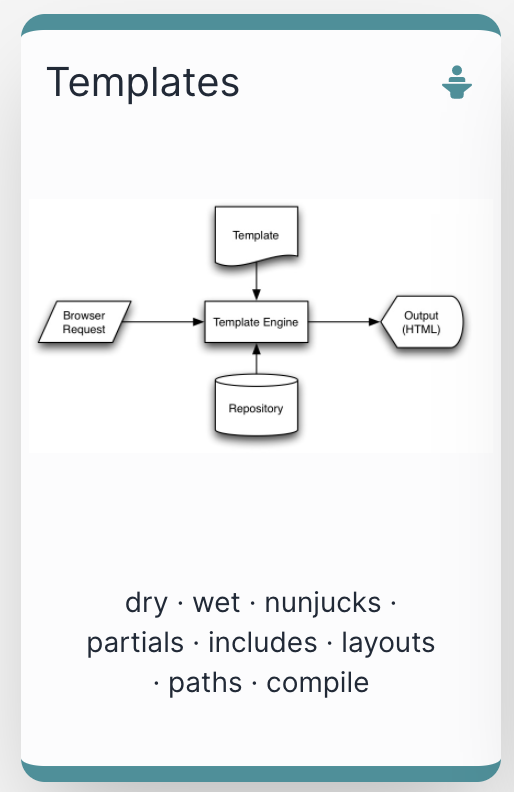 Templates
Template
Browser
Request
Template Engine
Output
(HTML)
Repository
dry · wet · nunjucks ·
partials · includes · layouts
· paths · compile